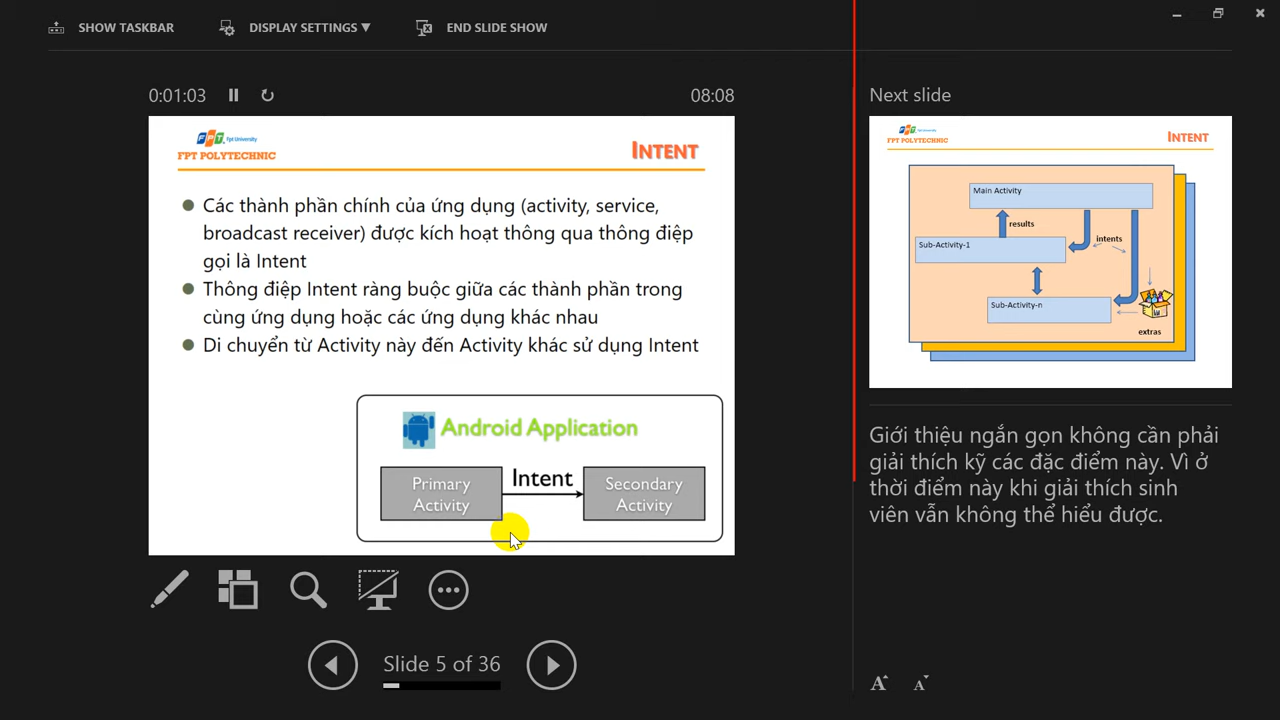 SHOW TASKBAR
DISPLAY SETTINGS ▼
END SLIDE SHOW
0:01:03
08:08
FPT Fpt University
FPT POLYTECHNIC
INTENT
Các thành phần chính của ứng dụng (activity, service,
broadcast receiver) được kích hoạt thông qua thông điệp
gọi là Intent
Thông điệp Intent ràng buộc giữa các thành phần trong
cùng ứng dụng hoặc các ứng dụng khác nhau
Di chuyển từ Activity này đến Activity khác sử dụng Intent
Android Application
Primary
Activity
Intent
Secondary
Activity
Slide 5 of 36
Next slide
FPT Fpt University
FPT POLYTECHNIC
INTENT
Main Activity
results
Sub-Activity-1
intents
Sub-Activity-n
extras
Giới thiệu ngắn gọn không cần phải
giải thích kỹ các đặc điểm này. Vì ở
thời điểm này khi giải thích sinh
viên vẫn không thể hiểu được.
A A